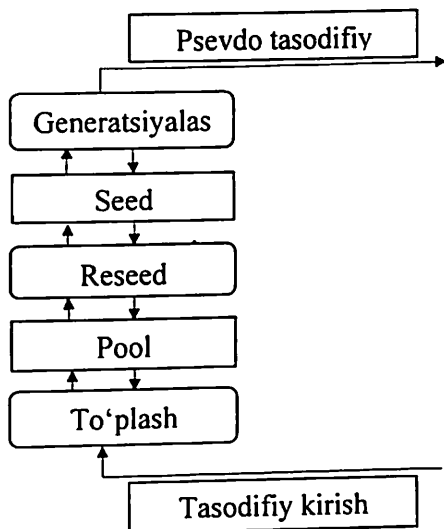 Psevdo tasodifiy
Generatsiyalas
Seed
Reseed
Pool
To‘plash
Tasodifiy kirish